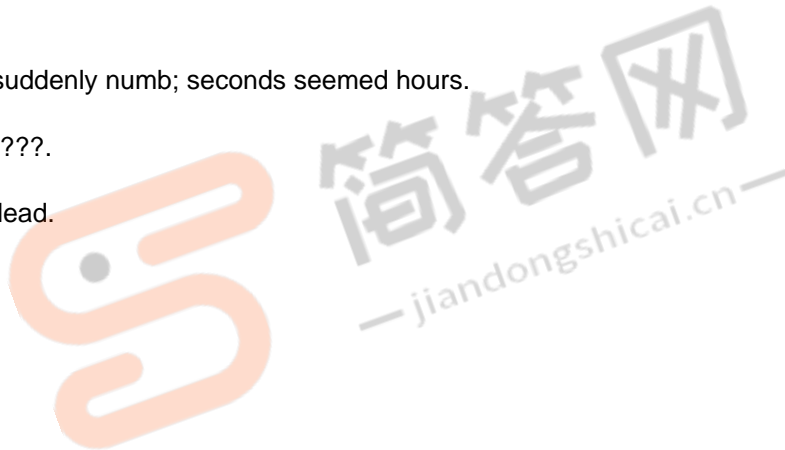 suddenly numb; seconds seemed hours.
???.
lead.
简答网
jiandongshicai.cn